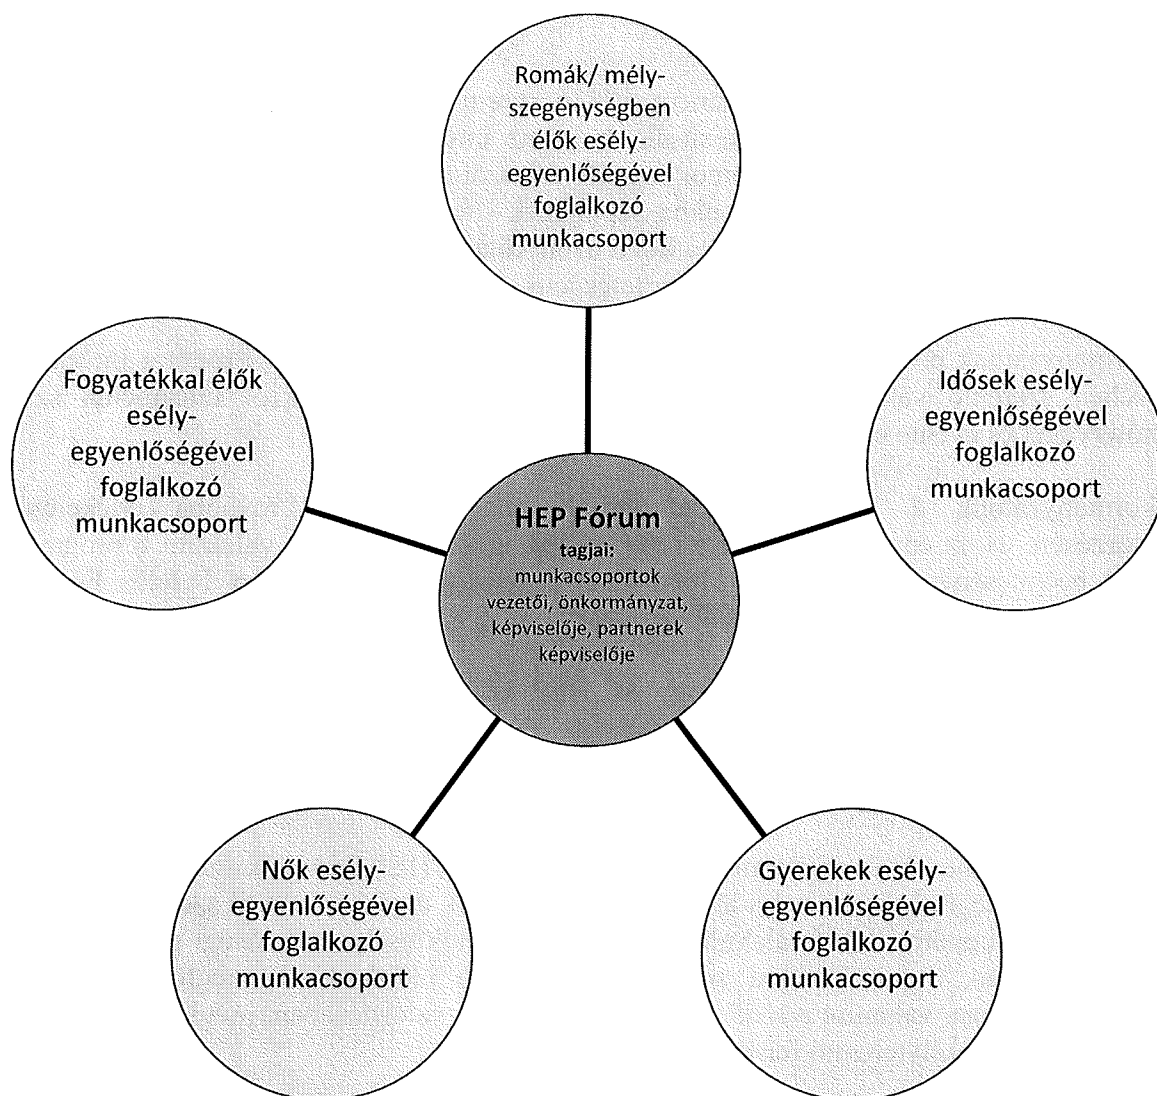 Romák/ mély-
szegénységben
élők esély-
egyenlőségével
foglalkozó
munkacsoport
Fogyatékkal élők
esély-
egyenlőségével
foglalkozó
munkacsoport
Idősek esély-
egyenlőségével
foglalkozó
munkacsoport
HEP Fórum
tagjai:
munkacsoportok
vezetői, önkormányzat,
képviselője, partnerek
képviselője
Nők esély-
egyenlőségével
foglalkozó
munkacsoport
Gyerekek esély-
egyenlőségével
foglalkozó
munkacsoport